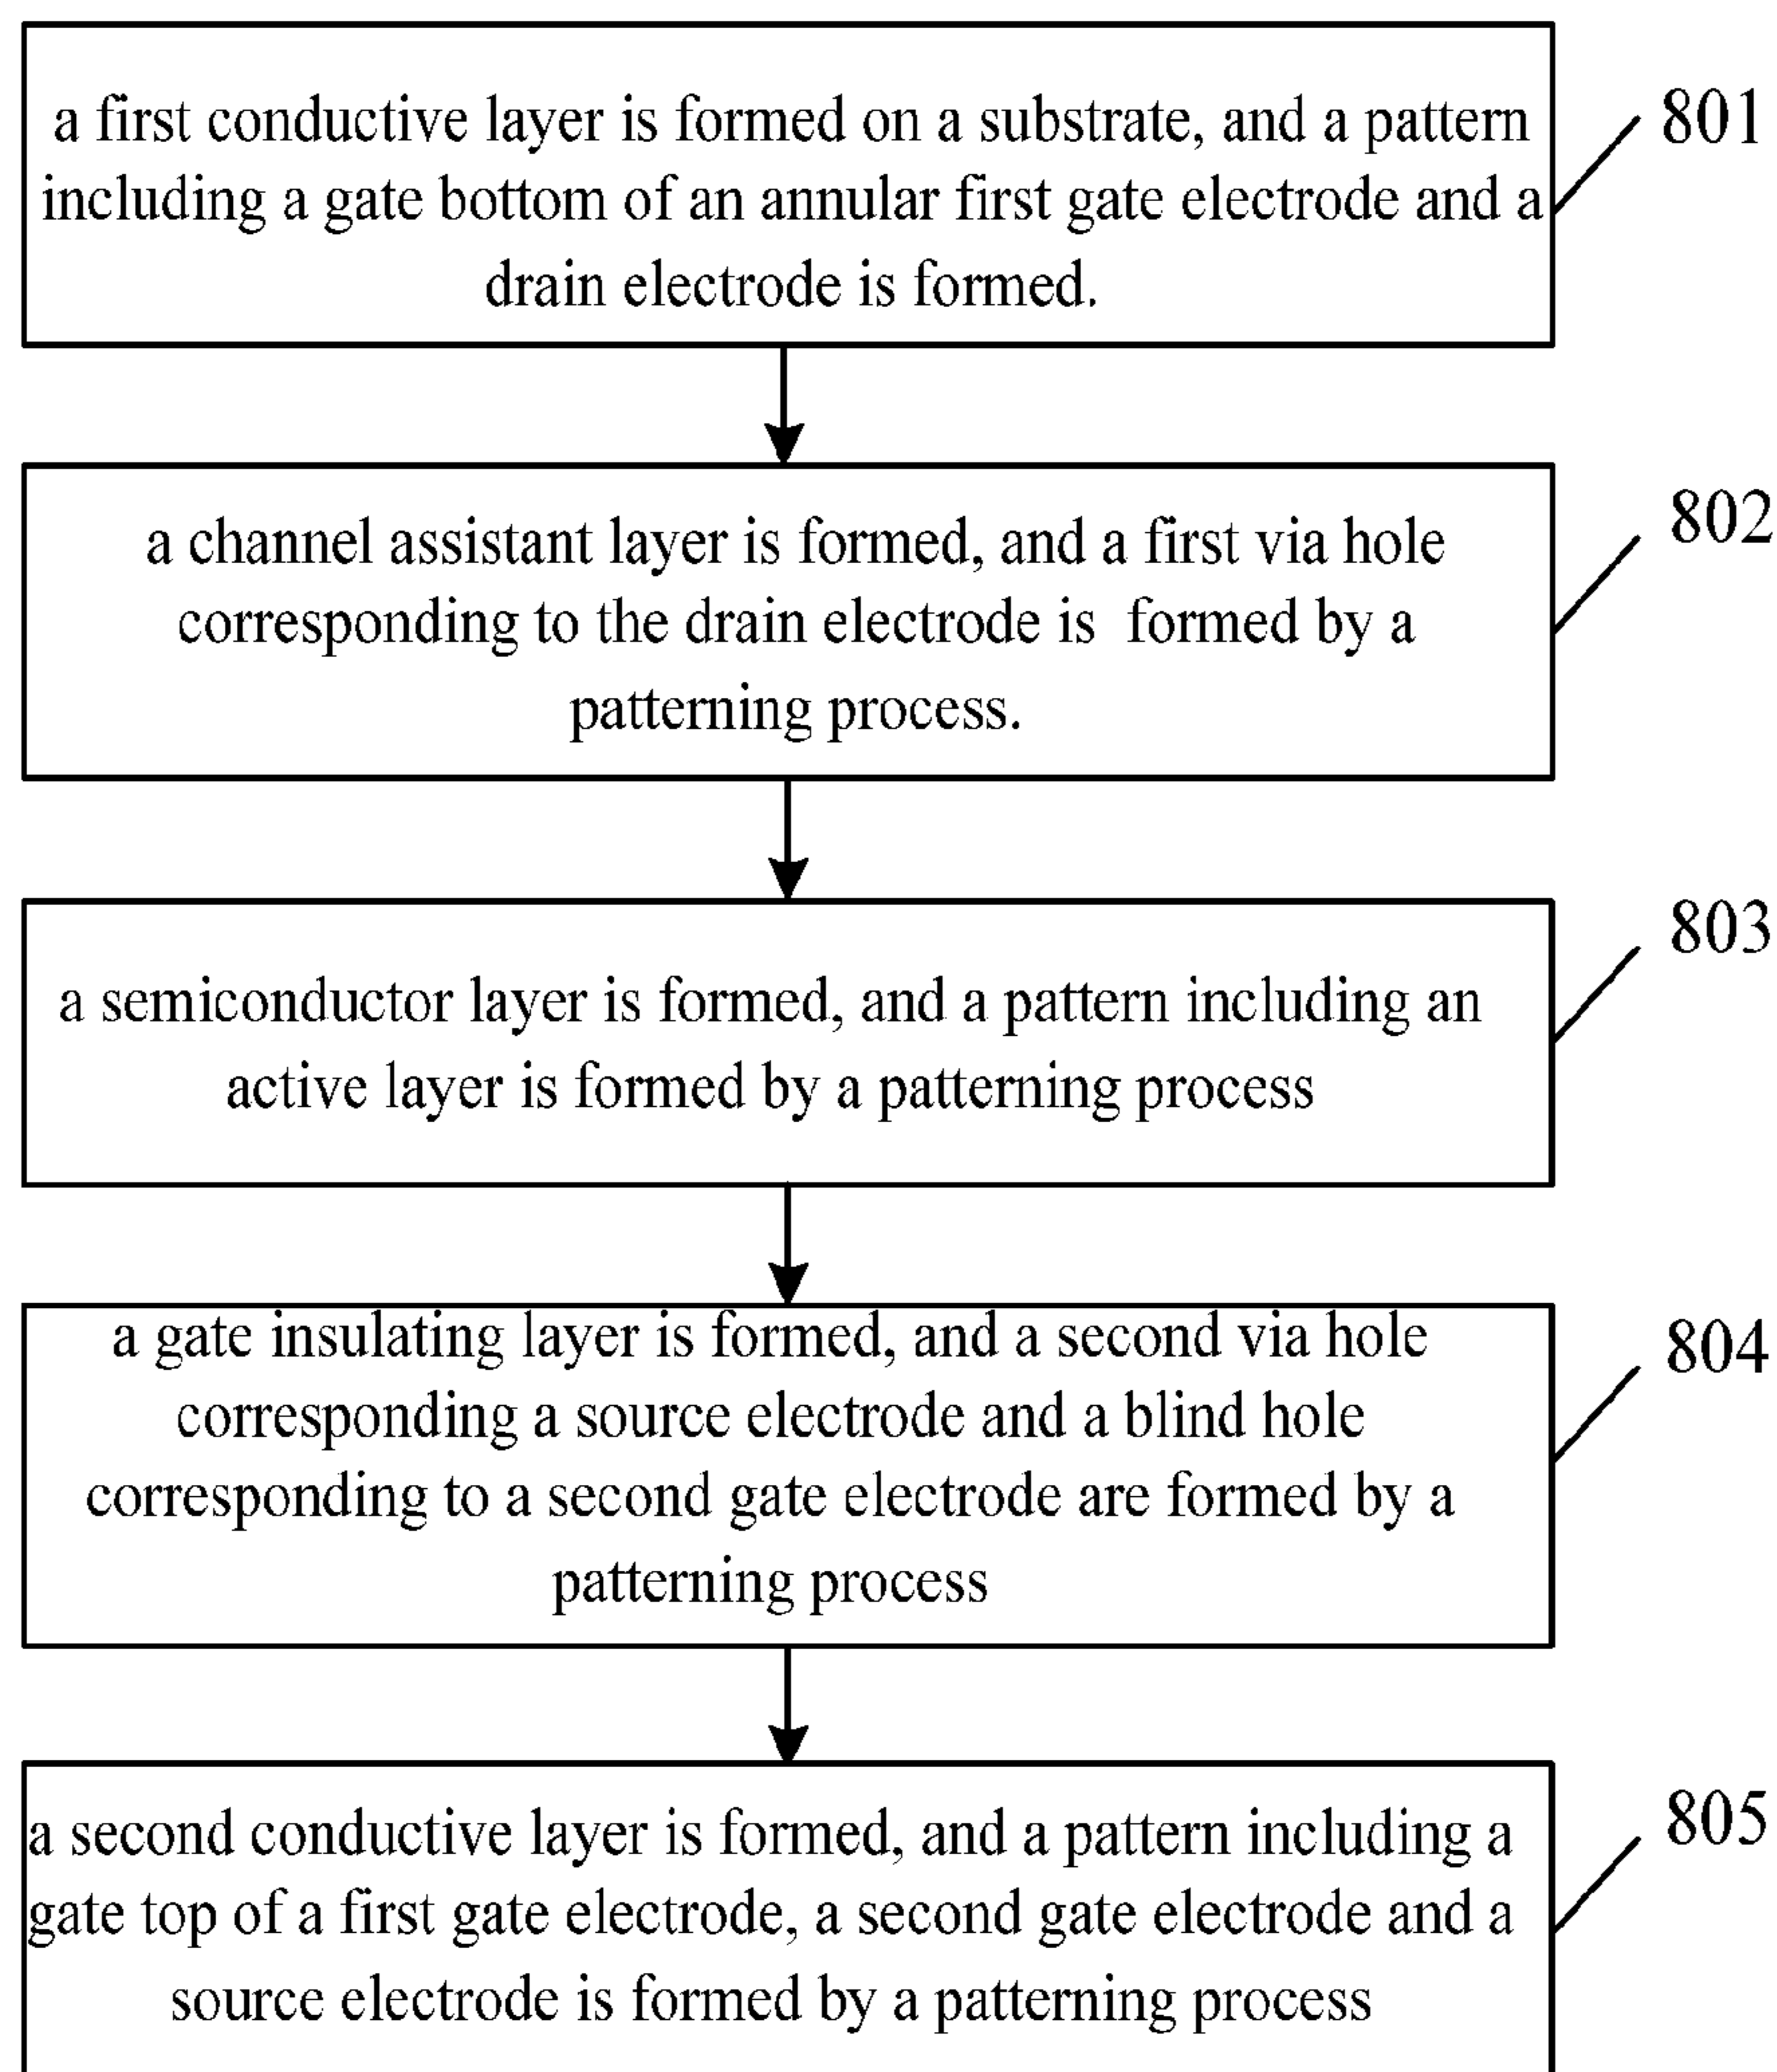 a first conductive layer is formed on a substrate, and a pattern
including a gate bottom of an annular first gate electrode and a
drain electrode is formed.
801
a channel assistant layer is formed, and a first via hole
corresponding to the drain electrode is formed by a
patterning process.
802
a semiconductor layer is formed, and a pattern including an
active layer is formed by a patterning process
803
a gate insulating layer is formed, and a second via hole
corresponding a source electrode and a blind hole
corresponding to a second gate electrode are formed by a
patterning process
804
a second conductive layer is formed, and a pattern including a
gate top of a first gate electrode, a second gate electrode and a
source electrode is formed by a patterning process
805